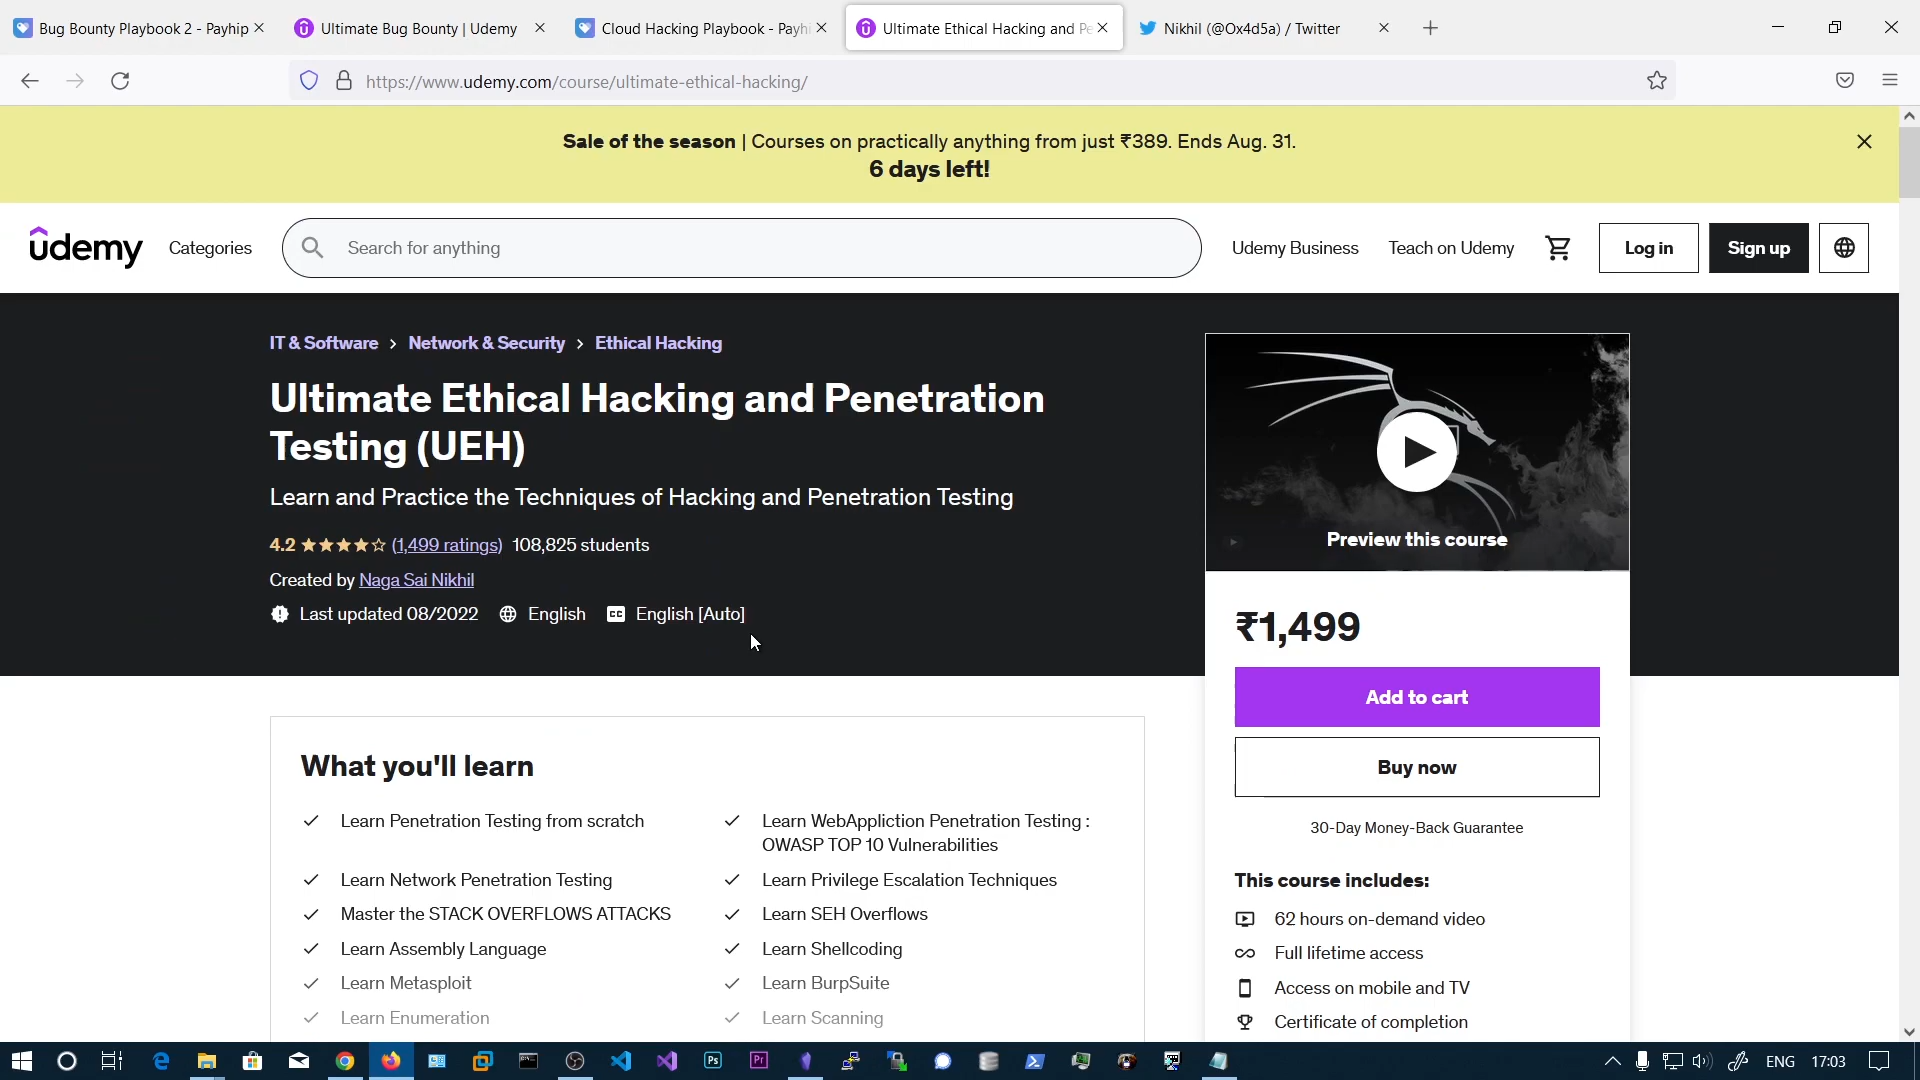 Bug Bounty Playbook 2 - Payhip
Ultimate Bug Bounty | Udemy
Cloud Hacking Playbook - Payhi
Ultimate Ethical Hacking and Pe
Nikhil (@Ox4d5a) / Twitter
https://www.udemy.com/course/ultimate-ethical-hacking/
Sale of the season | Courses on practically anything from just ₹389. Ends Aug. 31.
6 days left!
udemy
Categories
Search for anything
Udemy Business
Teach on Udemy
Log in
Sign up
IT & Software > Network & Security > Ethical Hacking
Ultimate Ethical Hacking and Penetration
Testing (UEH)
Learn and Practice the Techniques of Hacking and Penetration Testing
4.2 (1,499 ratings) 108,825 students
Created by Naga Sai Nikhil
Last updated 08/2022 English CC English [Auto]
Preview this course
₹1,499
Add to cart
Buy now
30-Day Money-Back Guarantee
This course includes:
62 hours on-demand video
Full lifetime access
Access on mobile and TV
Certificate of completion
What you'll learn
Learn Penetration Testing from scratch
Learn WebAppliction Penetration Testing :
OWASP TOP 10 Vulnerabilities
Learn Network Penetration Testing
Learn Privilege Escalation Techniques
Master the STACK OVERFLOWS ATTACKS
Learn SEH Overflows
Learn Assembly Language
Learn Shellcoding
Learn Metasploit
Learn BurpSuite
Learn Enumeration
Learn Scanning
Ps
Pr
ENG
17:03